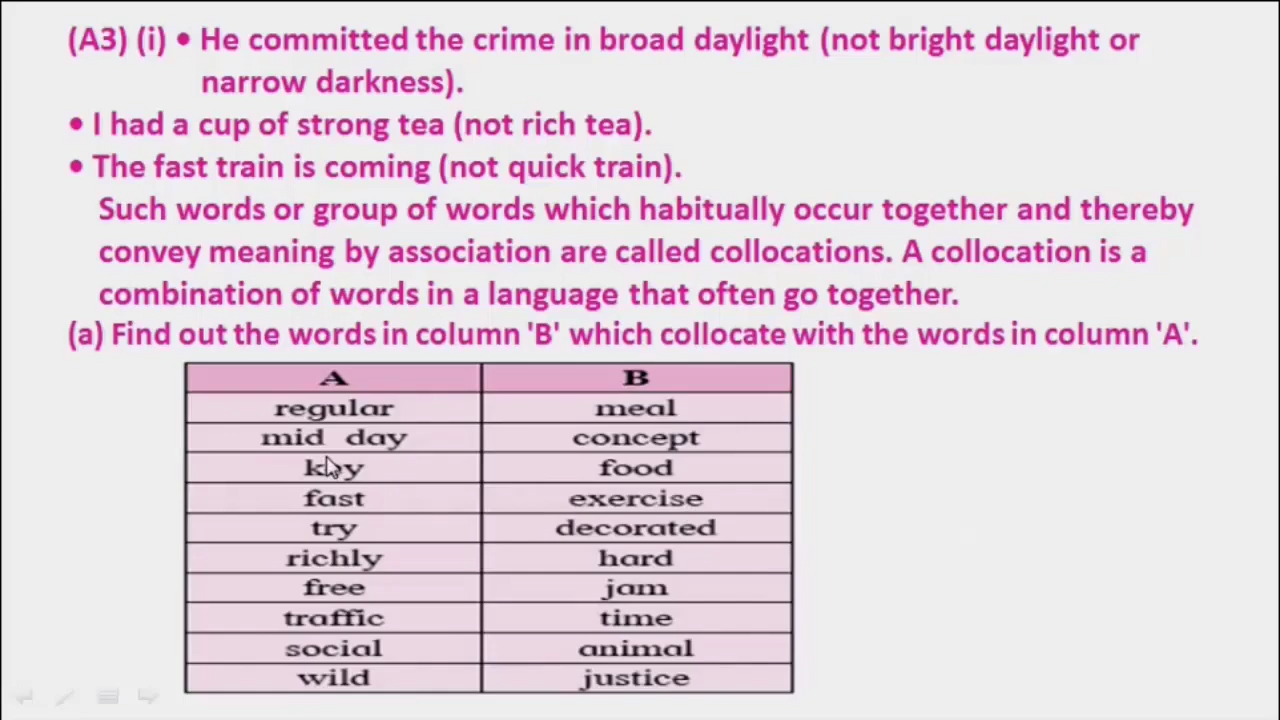 (A3) (i) • He committed the crime in broad daylight (not bright daylight or
narrow darkness).
• I had a cup of strong tea (not rich tea).
• The fast train is coming (not quick train).
Such words or group of words which habitually occur together and thereby
convey meaning by association are called collocations. A collocation is a
combination of words in a language that often go together.
(a) Find out the words in column 'B' which collocate with the words in column 'A'.
A B
regular meal
mid day concept
key food
fast exercise
try decorated
richly hard
free jam
traffic time
social animal
wild justice